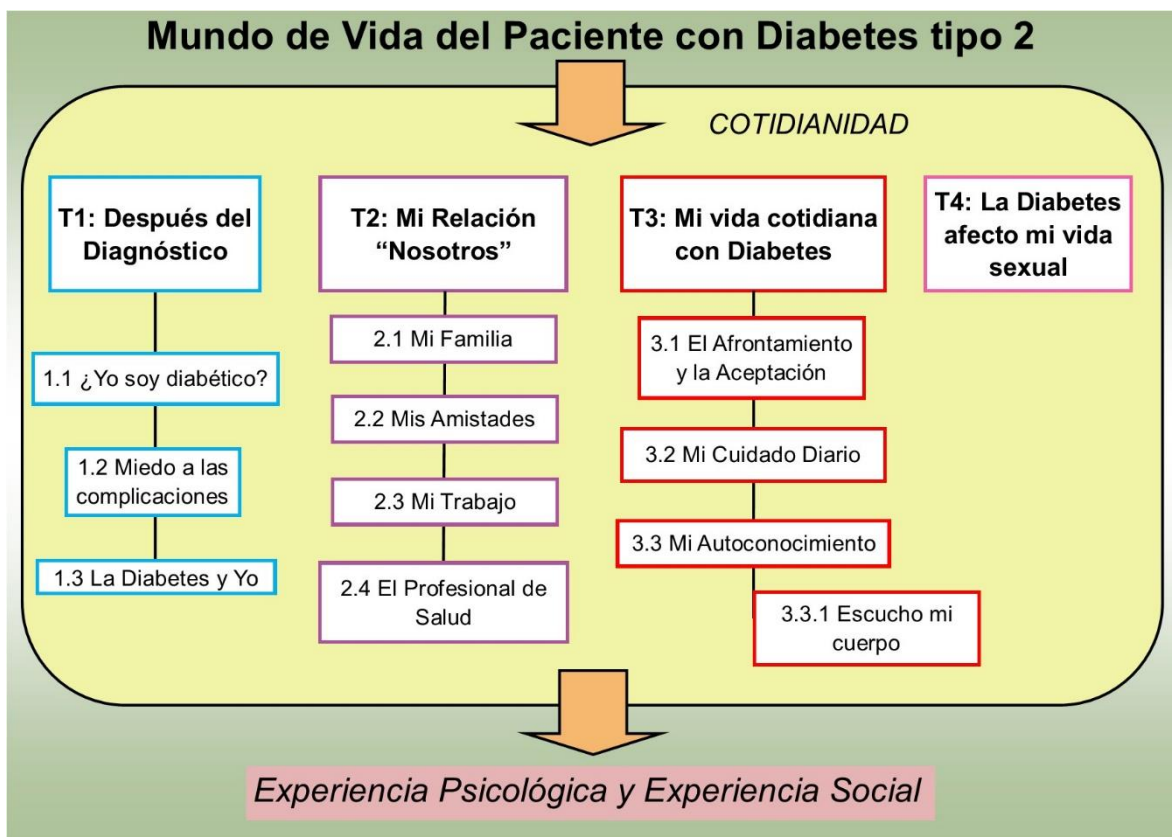 Mundo de Vida del Paciente con Diabetes tipo 2
COTIDIANIDAD
T1: Después del
Diagnóstico
1.1 ¿Yo soy diabético?
1.2 Miedo a las
complicaciones
1.3 La Diabetes y Yo
T2: Mi Relación
“Nosotros”
2.1 Mi Familia
2.2 Mis Amistades
2.3 Mi Trabajo
2.4 El Profesional de
Salud
T3: Mi vida cotidiana
con Diabetes
3.1 El Afrontamiento
y la Aceptación
3.2 Mi Cuidado Diario
3.3 Mi Autoconocimiento
3.3.1 Escucho mi
cuerpo
T4: La Diabetes
afecto mi vida
sexual
Experiencia Psicológica y Experiencia Social